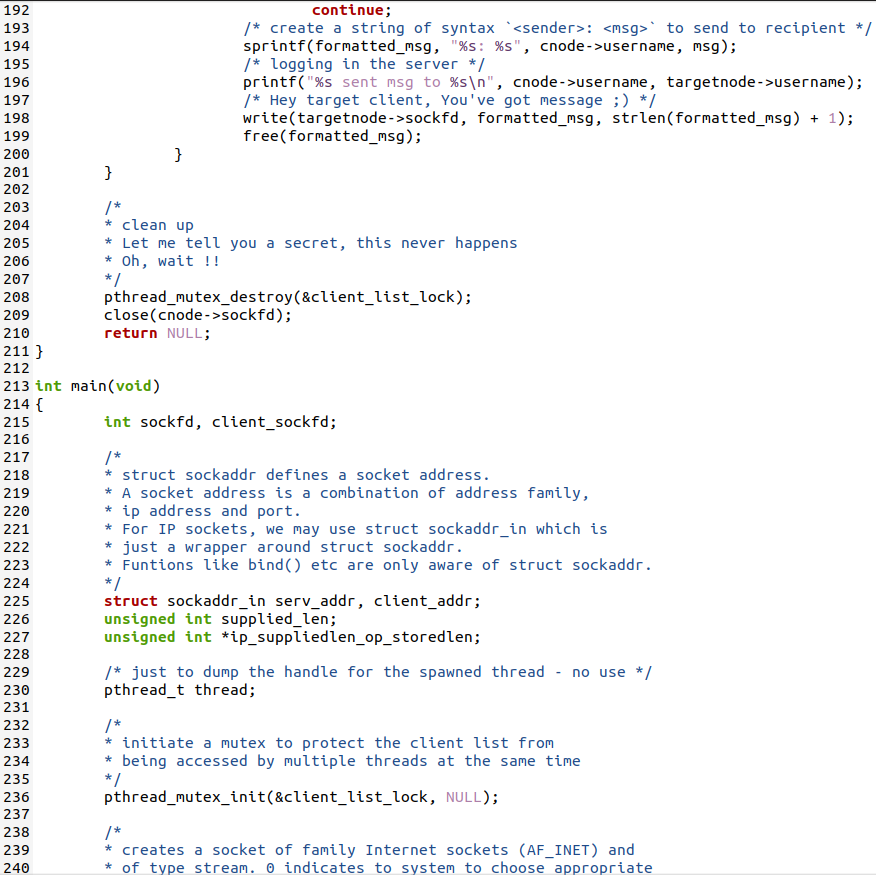 192 continue;
193 /* create a string of syntax `<sender>: <msg>` to send to recipient */
194 sprintf(formatted_msg, "%s: %s", cnode->username, msg);
195 /* logging in the server */
196 printf("%s sent msg to %s\n", cnode->username, targetnode->username);
197 /* Hey target client, You've got message ;) */
198 write(targetnode->sockfd, formatted_msg, strlen(formatted_msg) + 1);
199 free(formatted_msg);
200 }
201 }
202
203 /*
204 * clean up
205 * Let me tell you a secret, this never happens
206 * Oh, wait !!
207 */
208 pthread_mutex_destroy(&client_list_lock);
209 close(cnode->sockfd);
210 return NULL;
211 }
212
213 int main(void)
214 {
215 int sockfd, client_sockfd;
216
217 /*
218 * struct sockaddr defines a socket address.
219 * A socket address is a combination of address family,
220 * ip address and port.
221 * For IP sockets, we may use struct sockaddr_in which is
222 * just a wrapper around struct sockaddr.
223 * Funtions like bind() etc are only aware of struct sockaddr.
224 */
225 struct sockaddr_in serv_addr, client_addr;
226 unsigned int supplied_len;
227 unsigned int *ip_suppliedlen_op_storedlen;
228
229 /* just to dump the handle for the spawned thread - no use */
230 pthread_t thread;
231
232 /*
233 * initiate a mutex to protect the client list from
234 * being accessed by multiple threads at the same time
235 */
236 pthread_mutex_init(&client_list_lock, NULL);
237
238 /*
239 * creates a socket of family Internet sockets (AF_INET) and
240 * of type stream. 0 indicates to system to choose appropriate